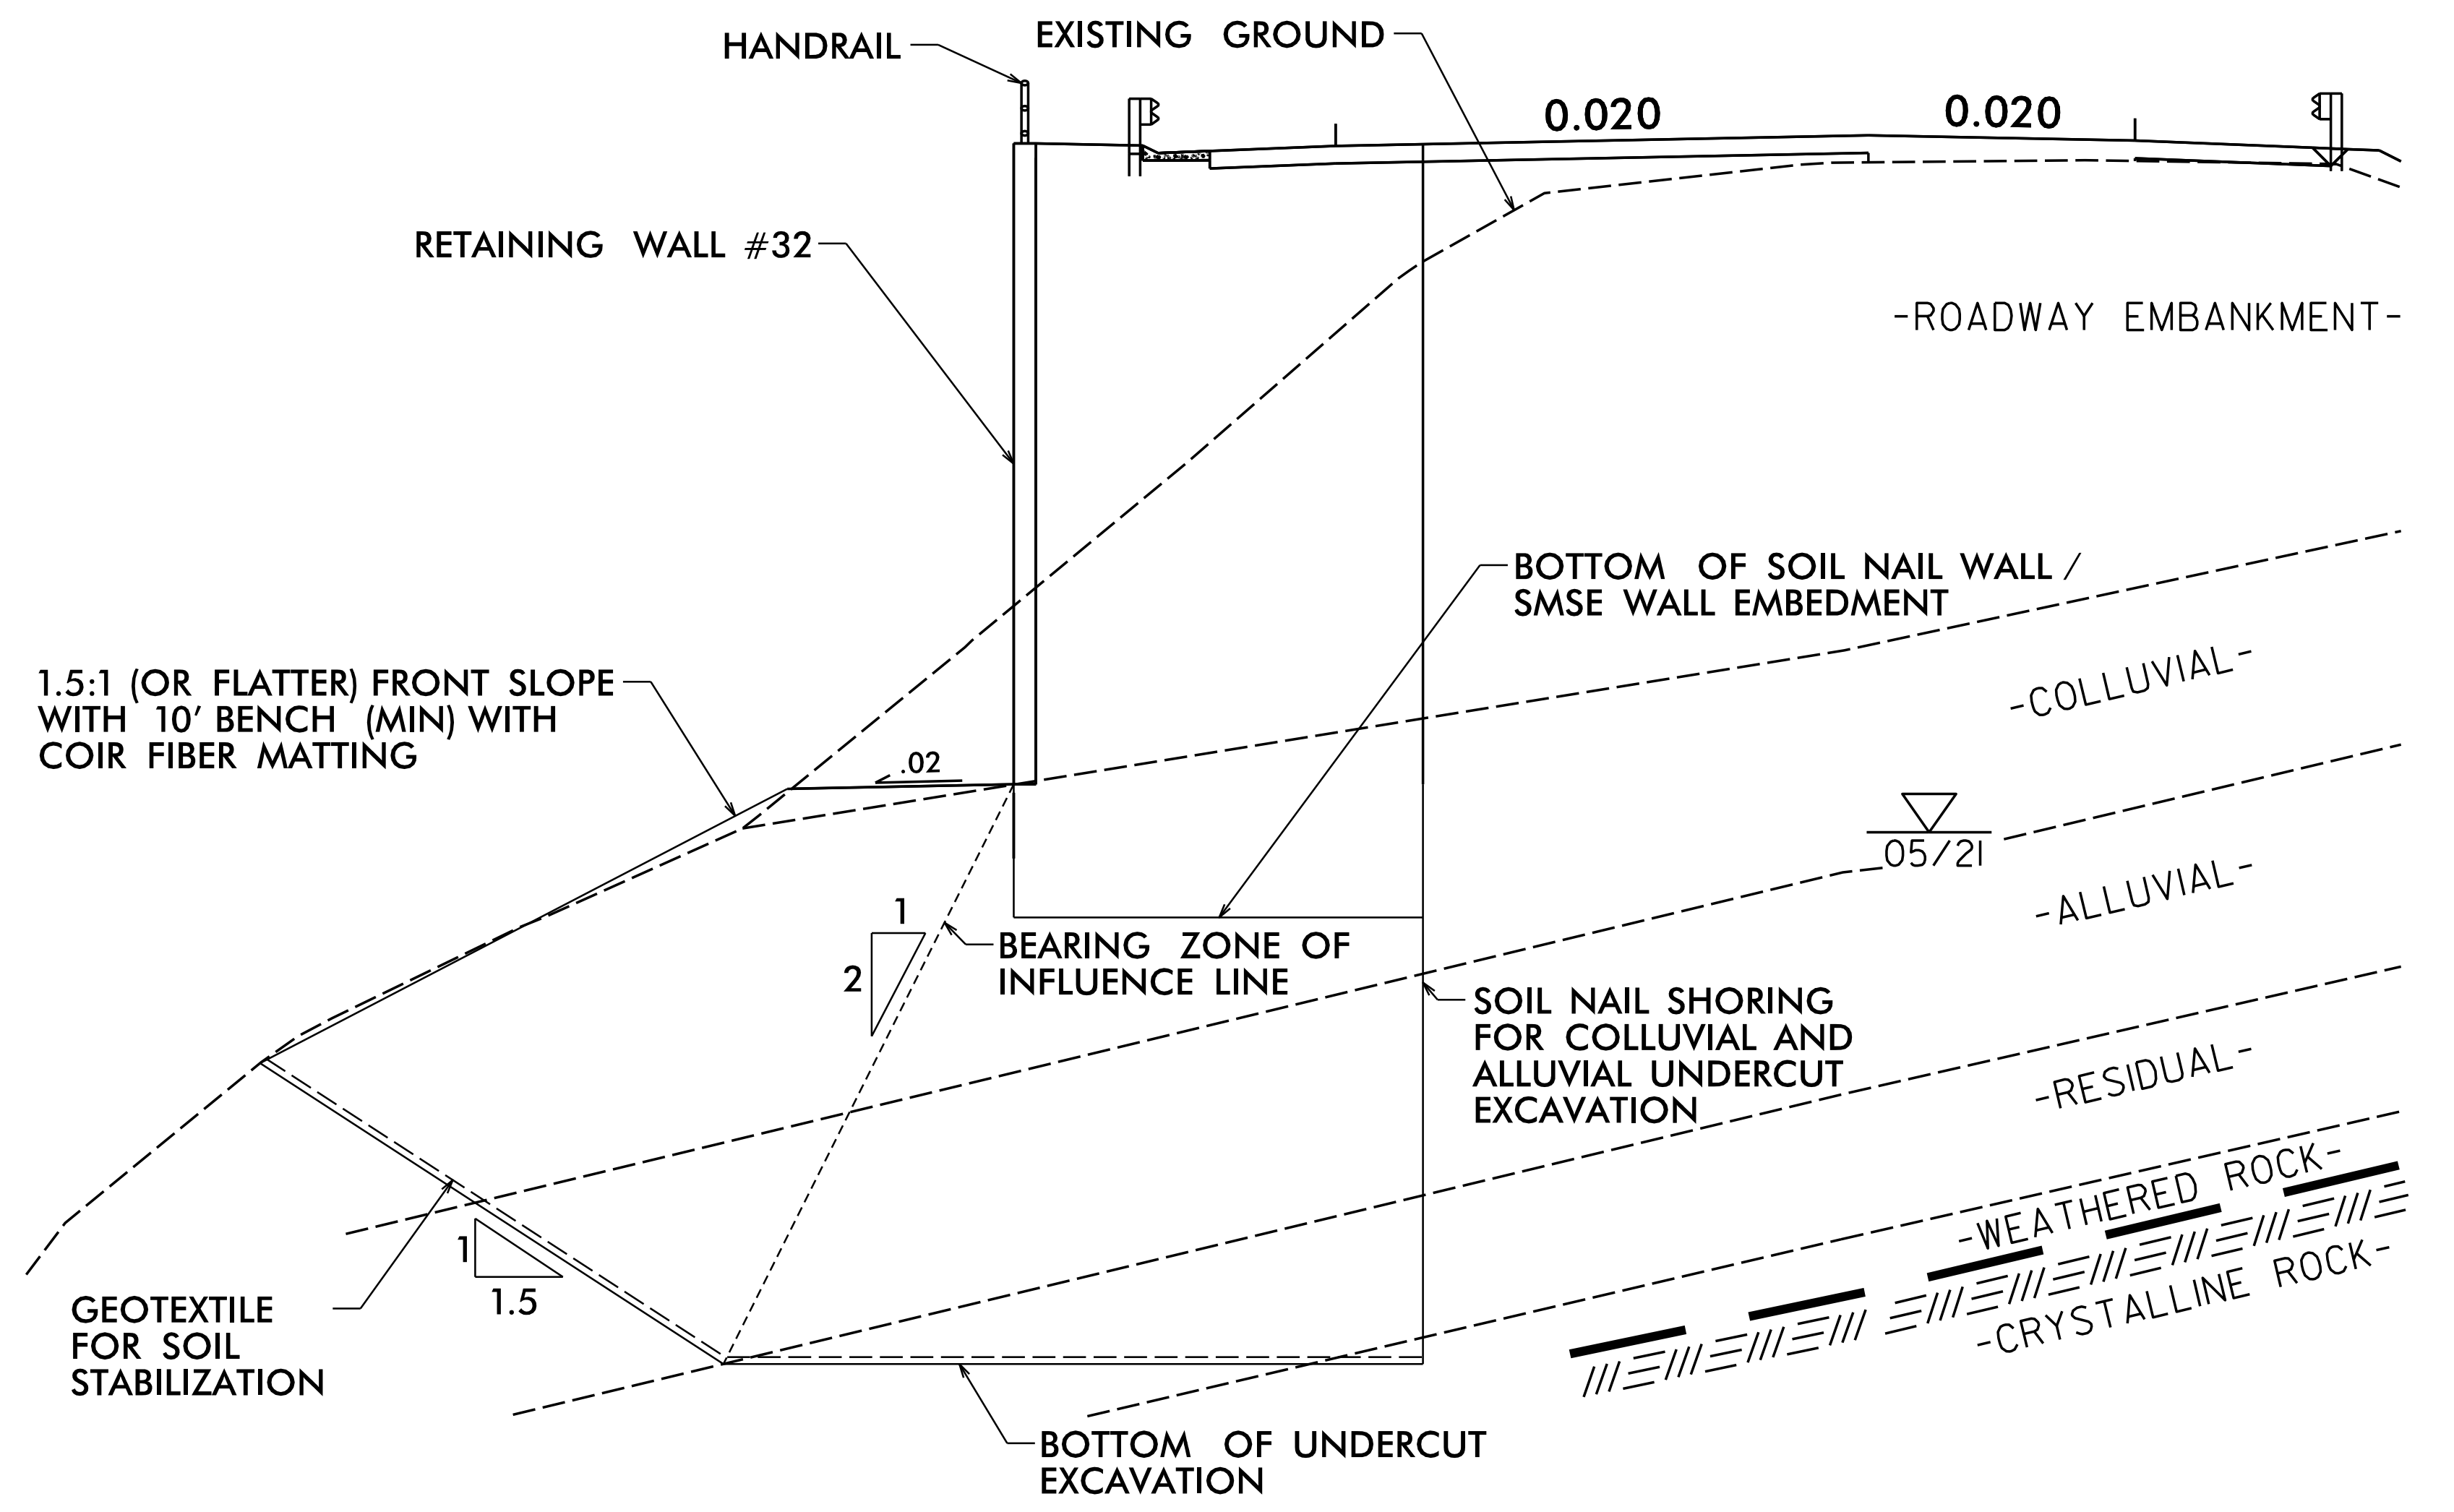 HANDRAIL
EXISTING GROUND
0.020
0.020
RETAINING WALL #32
-ROADWAY EMBANKMENT-
BOTTOM OF SOIL NAIL WALL /
SMSE WALL EMBEDMENT
1.5:1 (OR FLATTER) FRONT SLOPE
WITH 10' BENCH (MIN) WITH
COIR FIBER MATTING
.02
-COLLUVIAL-
05/21
-ALLUVIAL-
1
2
BEARING ZONE OF
INFLUENCE LINE
SOIL NAIL SHORING
FOR COLLUVIAL AND
ALLUVIAL UNDERCUT
EXCAVATION
-RESIDUAL-
-WEATHERED ROCK-
-CRYSTALLINE ROCK-
1
1.5
GEOTEXTILE
FOR SOIL
STABILIZATION
BOTTOM OF UNDERCUT
EXCAVATION